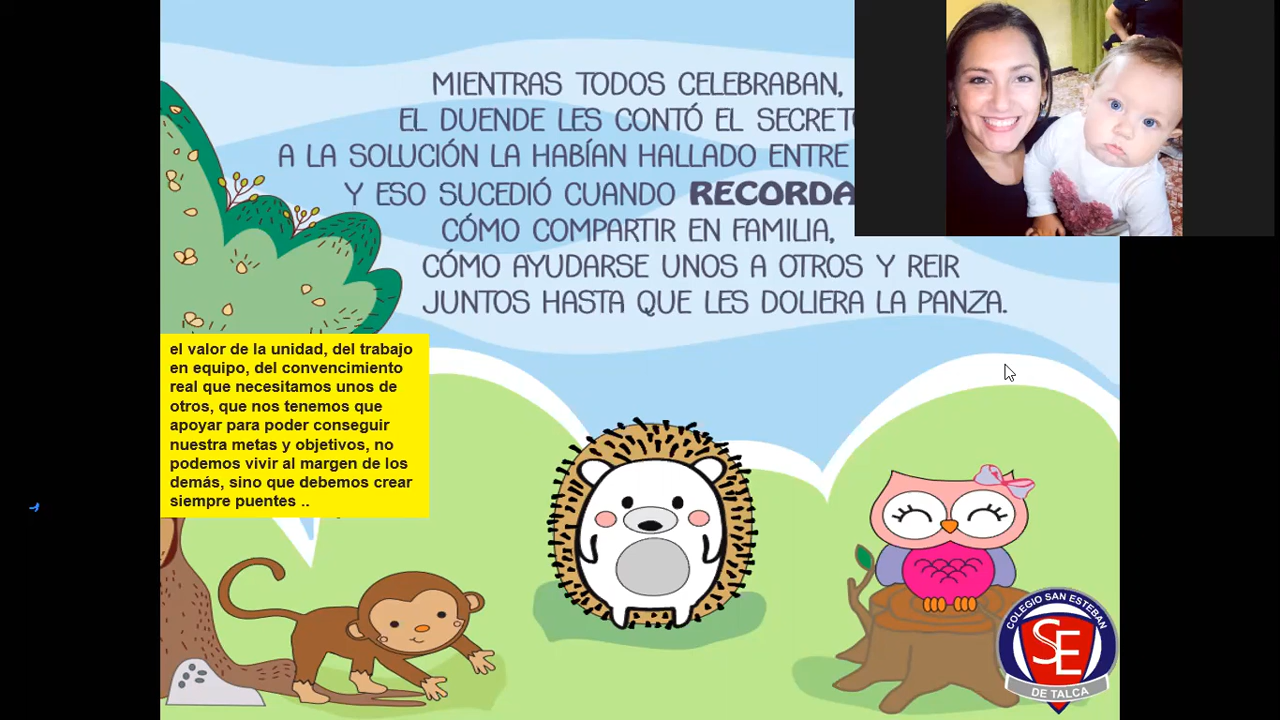 MIENTRAS TODOS CELEBRABAN,
EL DUENDE LES CONTÓ EL SECRETO
A LA SOLUCIÓN LA HABÍAN HALLADO ENTRE
Y ESO SUCEDIÓ CUANDO RECORDA
CÓMO COMPARTIR EN FAMILIA,
CÓMO AYUDARSE UNOS A OTROS Y REIR
JUNTOS HASTA QUE LES DOLIERA LA PANZA.
el valor de la unidad, del trabajo
en equipo, del convencimiento
real que necesitamos unos de
otros, que nos tenemos que
apoyar para poder conseguir
nuestra metas y objetivos, no
podemos vivir al margen de los
demás, sino que debemos crear
siempre puentes ..
COLEGIO SAN ESTEBAN
SE
DE TALCA